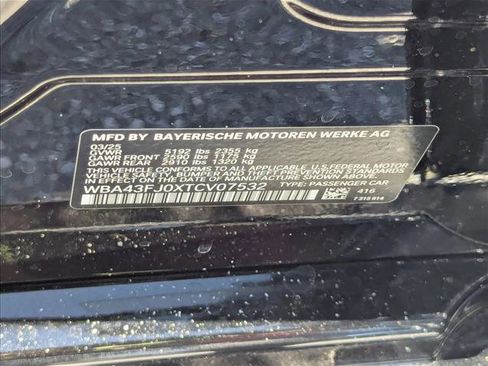 MFD BY BAYERISCHE MOTOREN WERKE AG
03/25
GVWR 5192 lbs 2355 kg
GAWR FRONT 2590 lbs 1175 kg
GAWR REAR 2910 lbs 1320 kg
THIS VEHICLE CONFORMS TO ALL APPLICABLE U.S.FEDERAL MOTOR
VEHICLE SAFETY, BUMPER AND THEFT PREVENTION STANDARDS
IN EFFECT ON THE DATE OF MANUFACTURE SHOWN ABOVE.
WBA43FJ0XTCV07532 TYPE: PASSENGER CAR
416
7315914